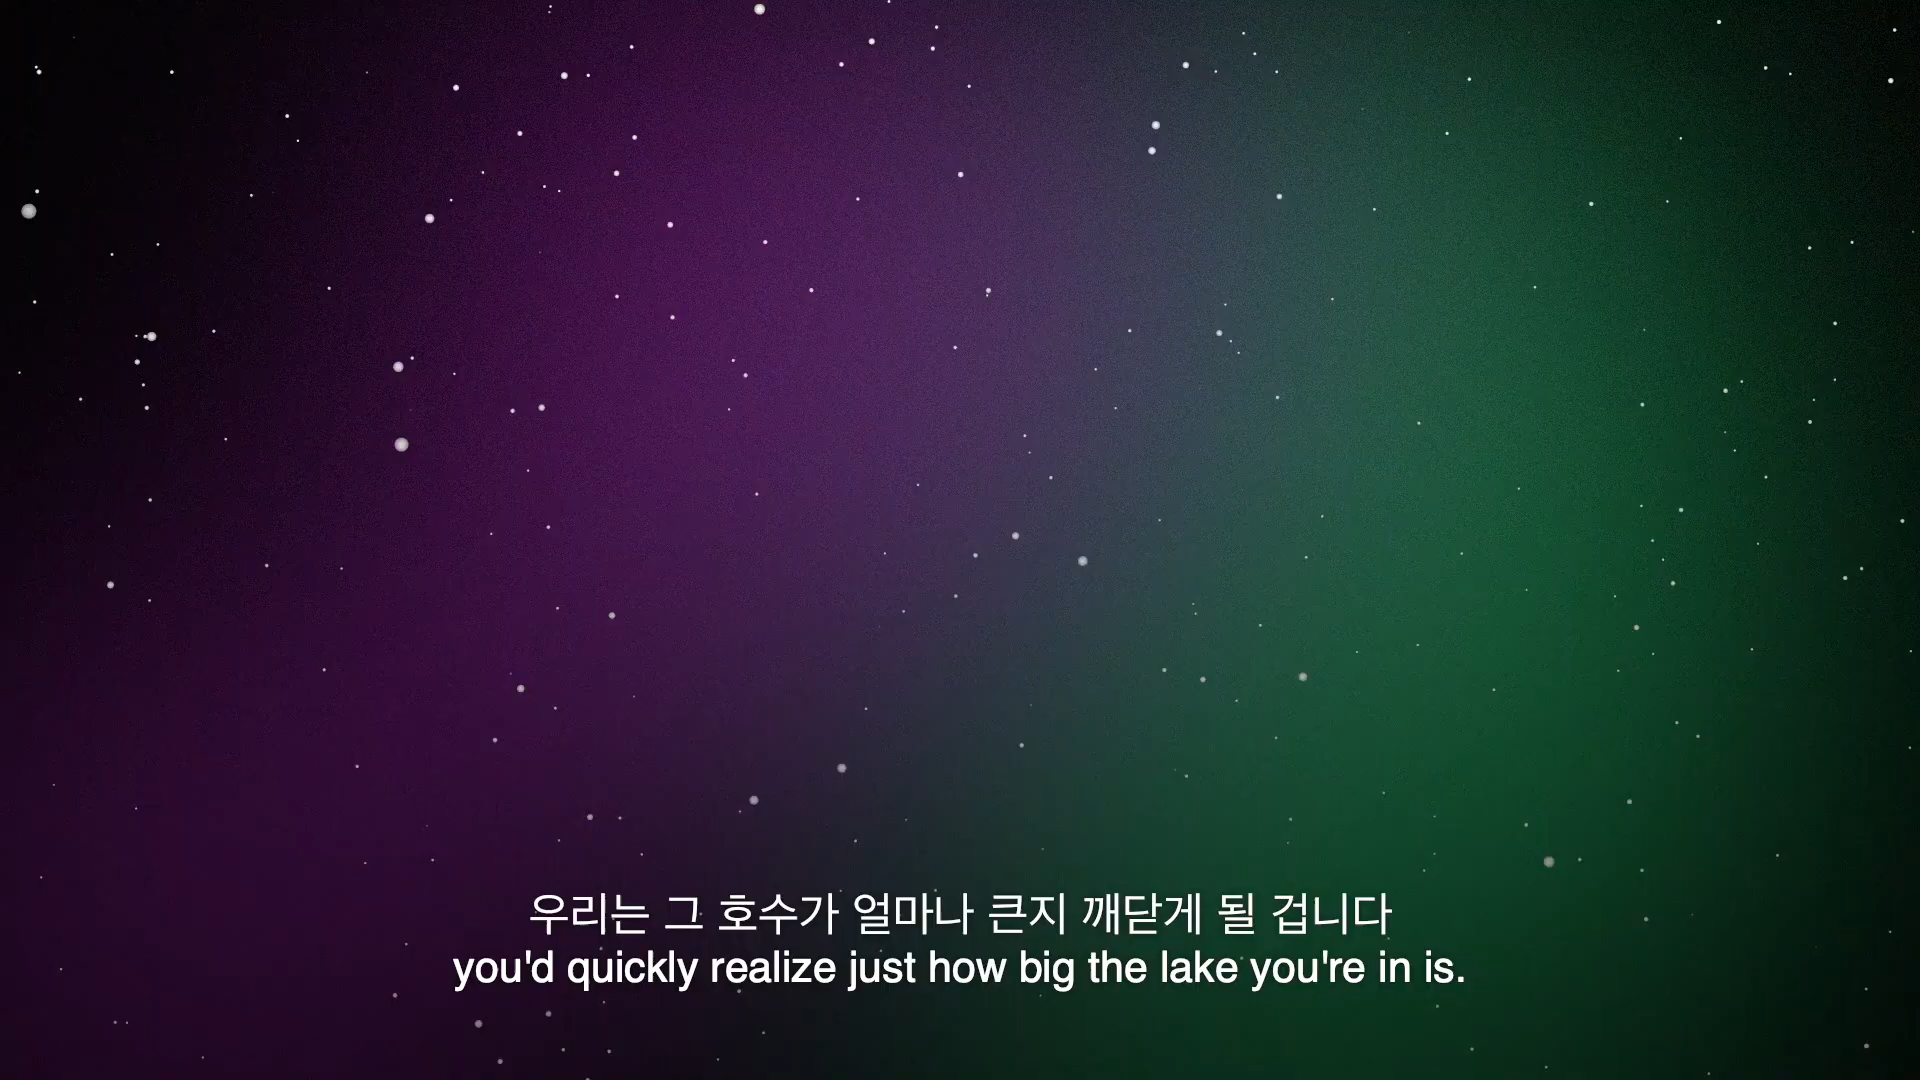 우리는 그 호수가 얼마나 큰지 깨닫게 될 겁니다
you'd quickly realize just how big the lake you're in is.